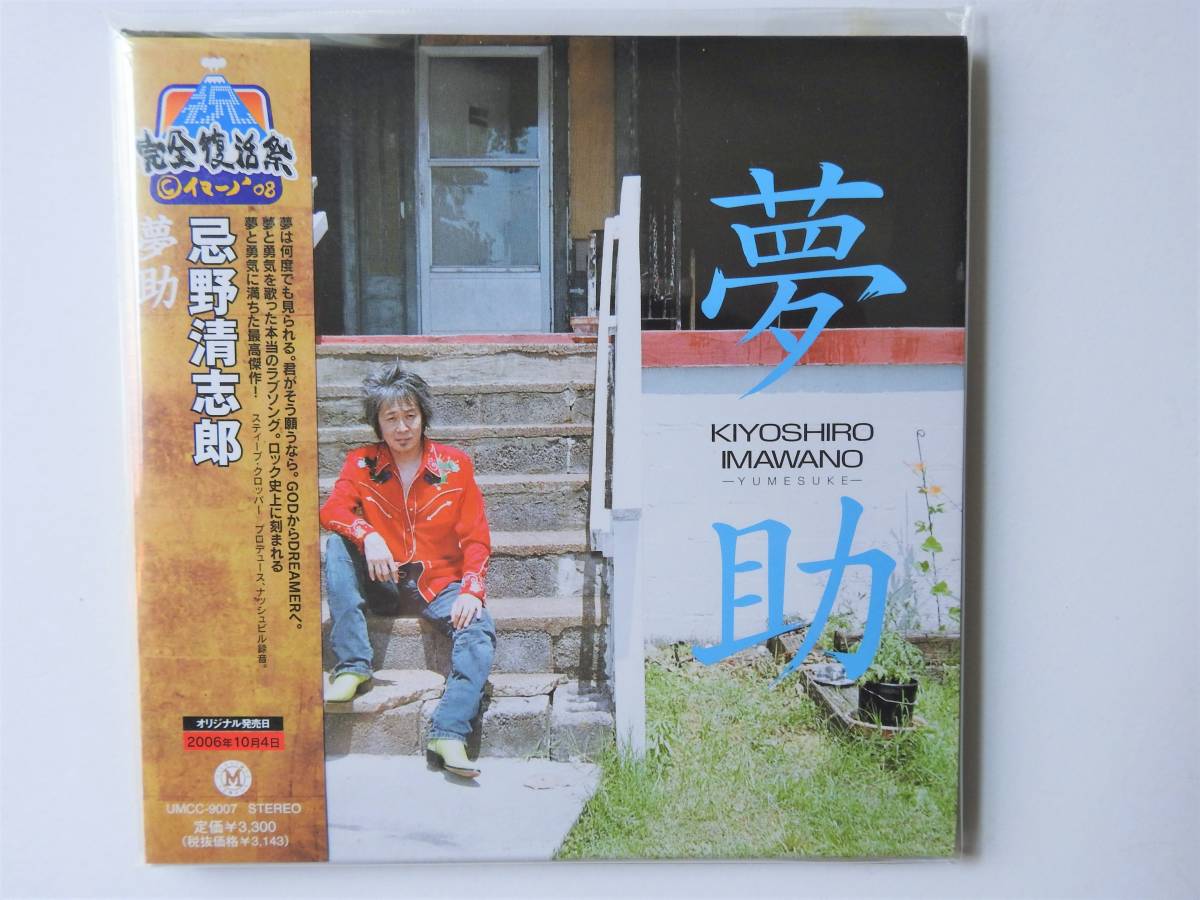 祝
完全復活祭
©イマーノ'08
夢助
忌野清志郎
夢は何度でも見られる。君がそう願うなら。GODからDREAMERへ。
夢と勇気を歌った本当のラブソング。ロック史上に刻まれる
夢と勇気に満ちた最高傑作!
スティーブ・クロッパー プロデュース、ナッシュビル録音。
オリジナル発売日
2006年10月4日
M
UMCC-9007 STEREO
定価¥3,300
(税抜価格¥3,143)
夢
KIYOSHIRO
IMAWANO
—YUMESUKE—
助